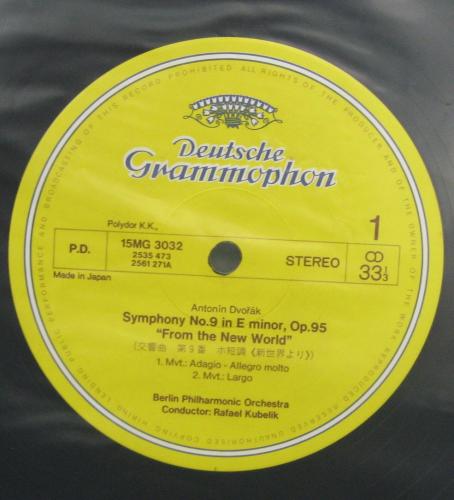 ALL RIGHTS OF THE PRODUCER AND OF THE OWNER OF THE WORK REPRODUCED RESERVED UNAUTHORISED COPYING HIRING LENDING PUBLIC PERFORMANCE AND BROADCASTING OF THIS RECORD PROHIBITED
Deutsche
Grammophon
Polydor K.K.,
1
P.D.
15MG 3032
2535 473
2561 271A
STEREO
33 1/3
Made in Japan
Antonín Dvořák
Symphony No.9 in E minor, Op.95
"From the New World"
(交響曲 第9番 ホ短調《新世界より》)
1. Mvt.: Adagio - Allegro molto
2. Mvt.: Largo
Berlin Philharmonic Orchestra
Conductor: Rafael Kubelik